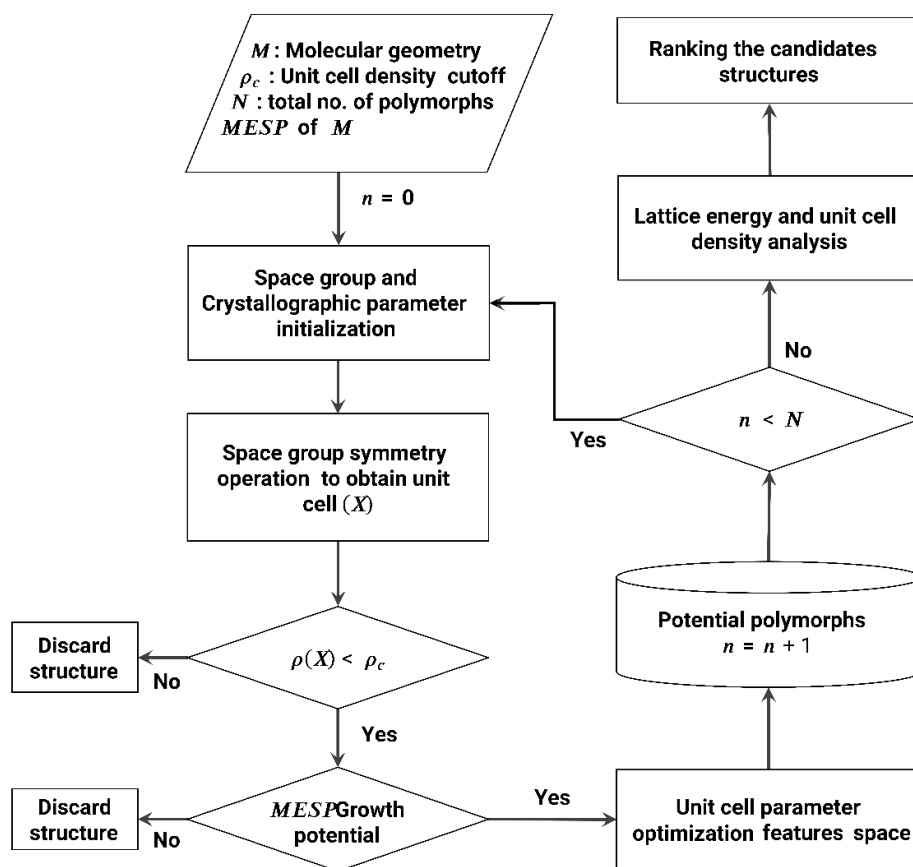 M : Molecular geometry
ρc : Unit cell density cutoff
N : total no. of polymorphs
MESP of M
n = 0
Space group and
Crystallographic parameter
initialization
Space group symmetry
operation to obtain unit
cell (X)
ρ(X) < ρc
No
Discard
structure
Yes
MESPGrowth
potential
No
Discard
structure
Yes
Unit cell parameter
optimization features space
Potential polymorphs
n = n + 1
n < N
Yes
No
Lattice energy and unit cell
density analysis
Ranking the candidates
structures